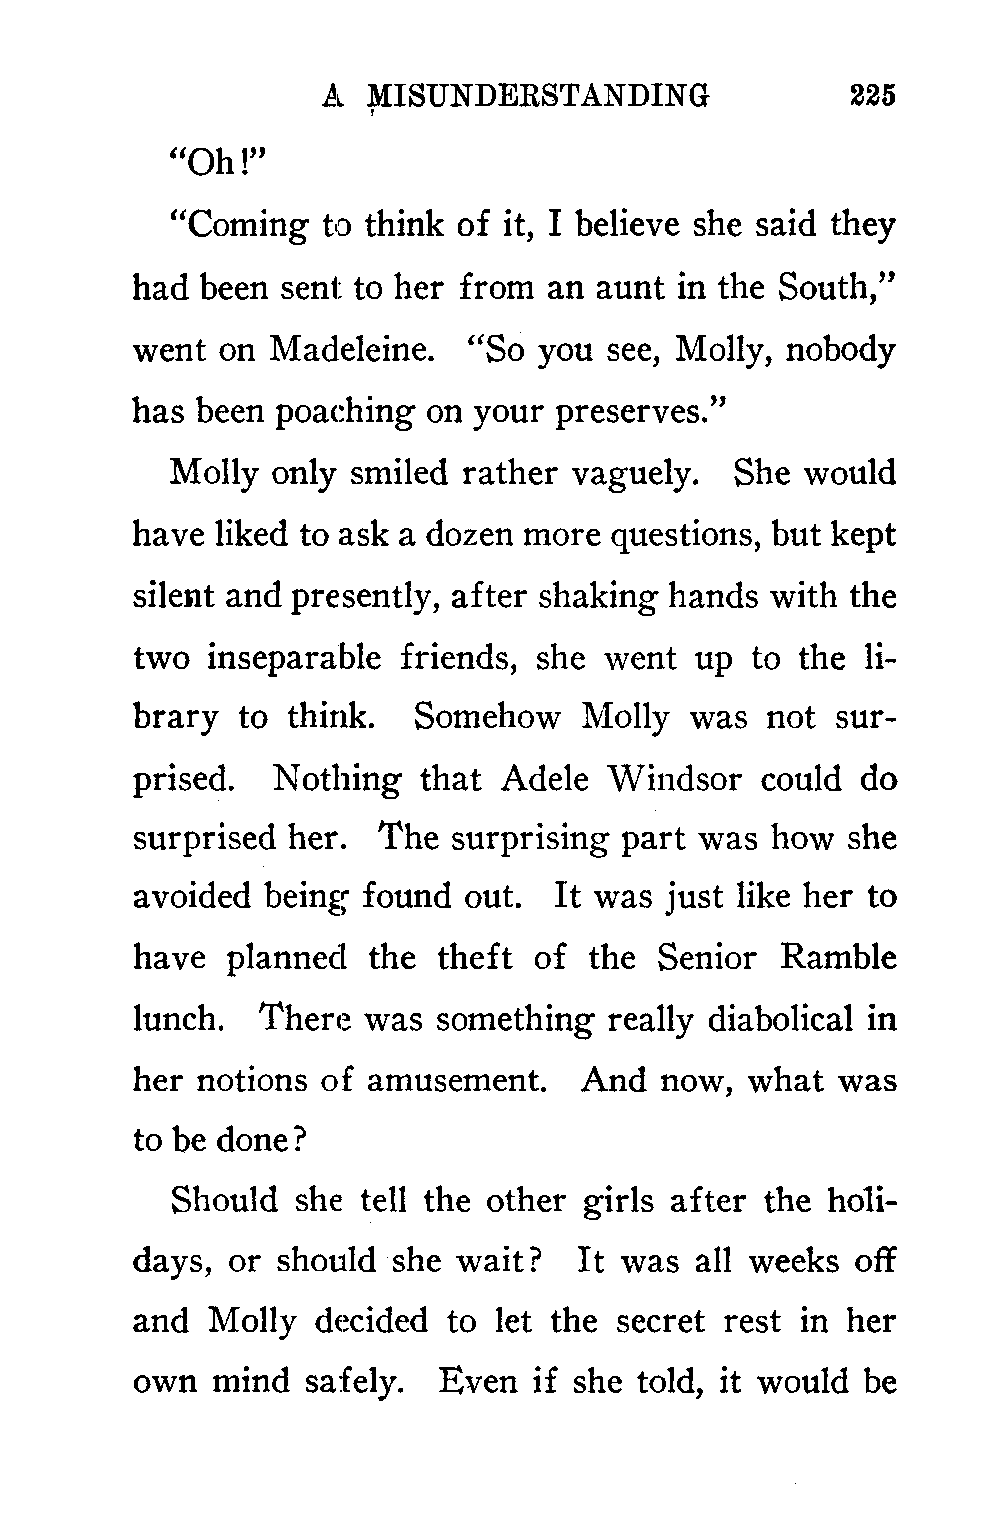 A MISUNDERSTANDING 225
“Oh!”
“Coming to think of it, I believe she said they
had been sent to her from an aunt in the South,”
went on Madeleine. “So you see, Molly, nobody
has been poaching on your preserves.”
Molly only smiled rather vaguely. She would
have liked to ask a dozen more questions, but kept
silent and presently, after shaking hands with the
two inseparable friends, she went up to the li-
brary to think. Somehow Molly was not sur-
prised. Nothing that Adele Windsor could do
surprised her. The surprising part was how she
avoided being found out. It was just like her to
have planned the theft of the Senior Ramble
lunch. There was something really diabolical in
her notions of amusement. And now, what was
to be done?
Should she tell the other girls after the holi-
days, or should she wait? It was all weeks off
and Molly decided to let the secret rest in her
own mind safely. Even if she told, it would be